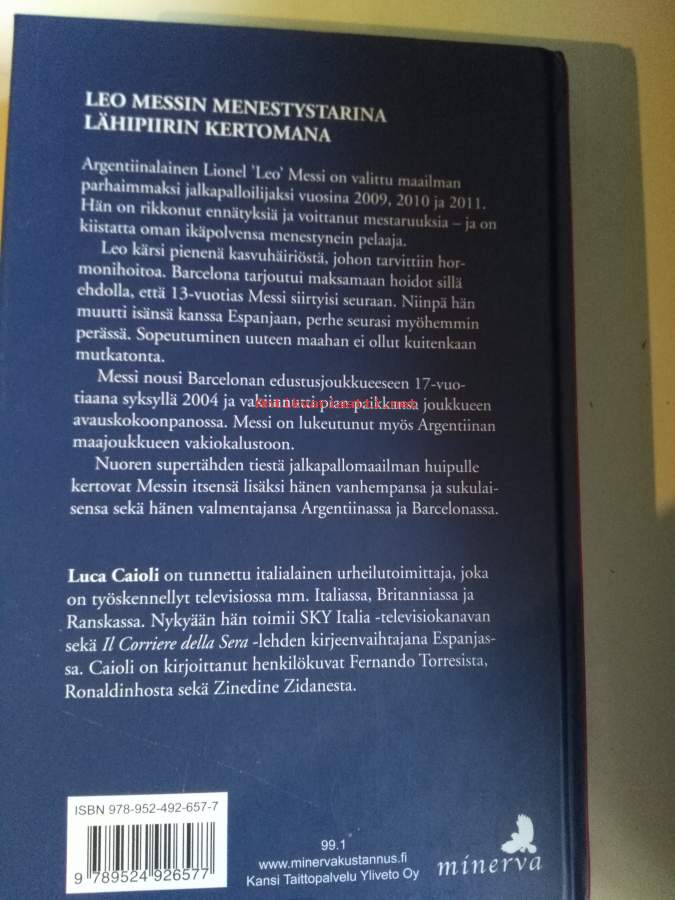 LEO MESSIN MENESTYSTARINA
LÄHIPIIRIN KERTOMANA
Argentiinalainen Lionel 'Leo' Messi on valittu maailman
parhaimmaksi jalkapalloilijaksi vuosina 2009, 2010 ja 2011.
Hän on rikkonut ennätyksiä ja voittanut mestaruuksia – ja on
kiistatta oman ikäpolvensa menestynein pelaaja.
Leo kärsi pienenä kasvuhäiriöstä, johon tarvittiin hor-
monihoitoa. Barcelona tarjoutui maksamaan hoidot sillä
ehdolla, että 13-vuotias Messi siirtyisi seuraan. Niinpä hän
muutti isänsä kanssa Espanjaan, perhe seurasi myöhemmin
perässä. Sopeutuminen uuteen maahan ei ollut kuitenkaan
mutkatonta.
Messi nousi Barcelonan edustusjoukkueeseen 17-vuo-
tiaana syksyllä 2004 ja vakiinnutti pian paikkansa joukkueen
avauskokoonpanossa. Messi on lukeutunut myös Argentiinan
maajoukkueen vakiokalustoon.
Nuoren supertähden tiestä jalkapallomaailman huipulle
kertovat Messin itsensä lisäksi hänen vanhempansa ja sukulai-
sensa sekä hänen valmentajansa Argentiinassa ja Barcelonassa.
Luca Caioli on tunnettu italialainen urheilutoimittaja, joka
on työskennellyt televisiossa mm. Italiassa, Britanniassa ja
Ranskassa. Nykyään hän toimii SKY Italia -televisiokanavan
sekä Il Corriere della Sera -lehden kirjeenvaihtajana Espanjas-
sa. Caioli on kirjoittanut henkilökuvat Fernando Torresista,
Ronaldinhosta sekä Zinedine Zidanesta.
ISBN 978-952-492-657-7
9 789524 926577
99.1
www.minervakustannus.fi
Kansi Taittopalvelu Yliveto Oy
minerva